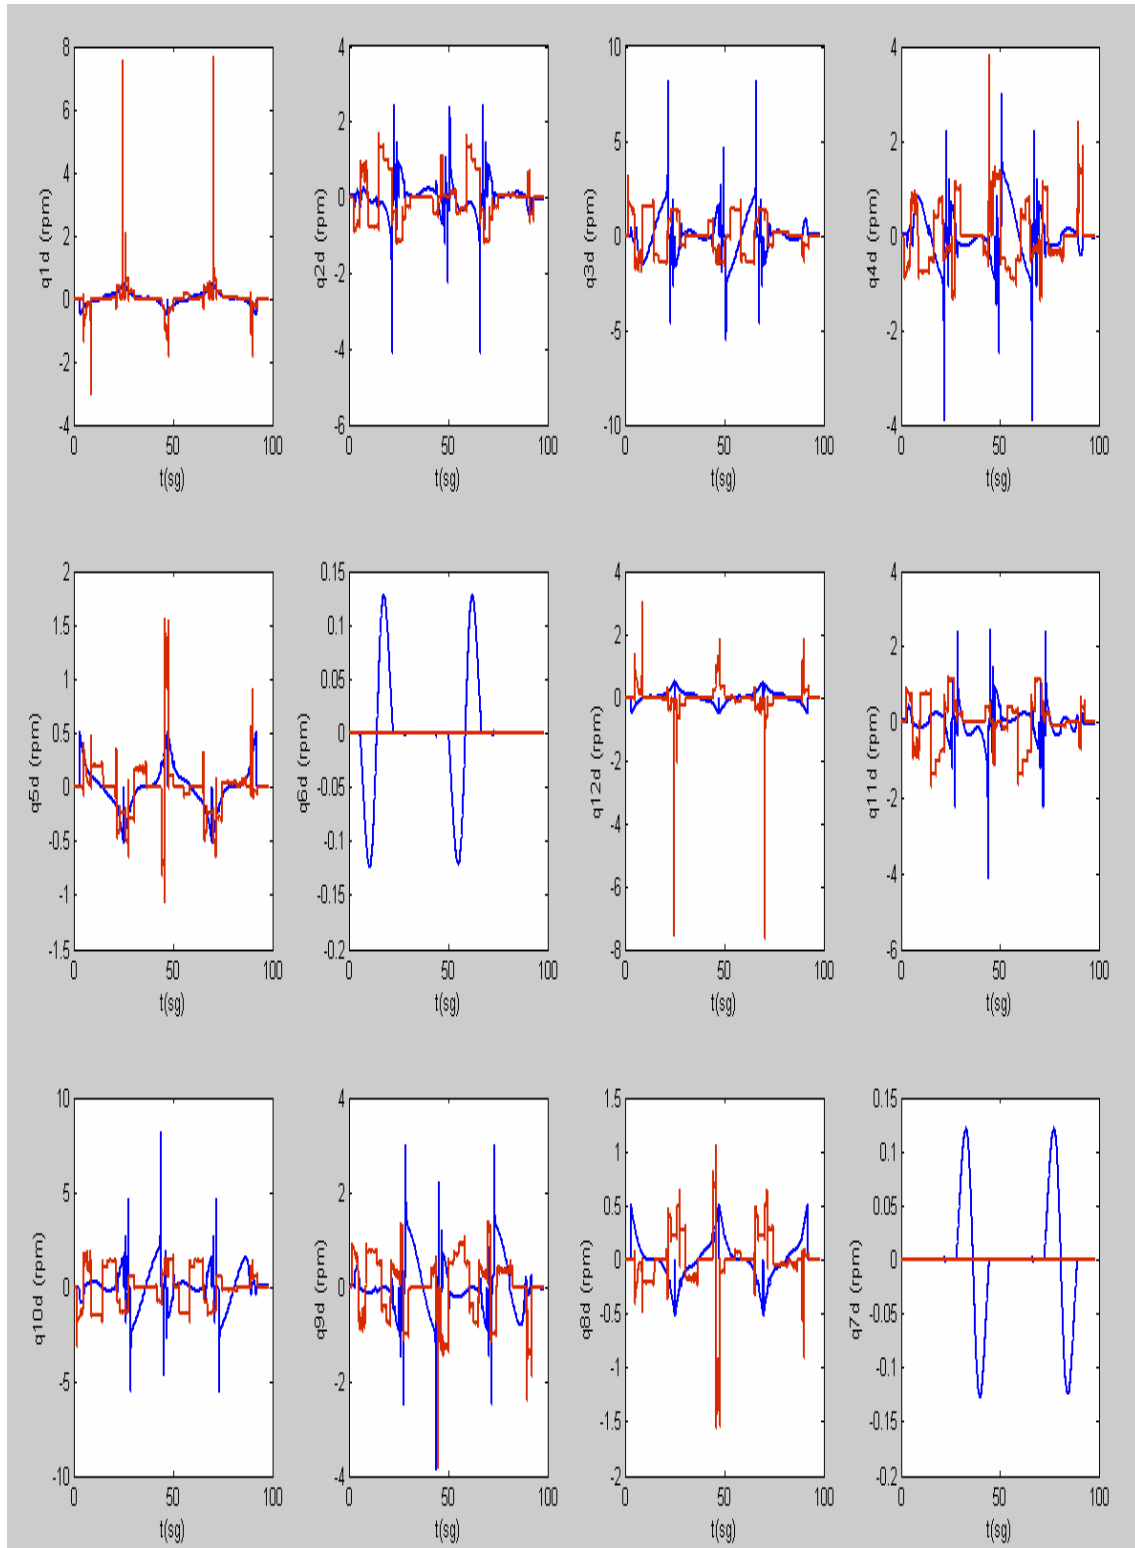 8
6
4
2
0
-2
-4
q1d (rpm)
0 50 100
t(sg)
4
2
0
-2
-4
-6
q2d (rpm)
0 50 100
t(sg)
10
5
0
-5
-10
q3d (rpm)
0 50 100
t(sg)
4
2
0
-2
-4
q4d (rpm)
0 50 100
t(sg)
2
1.5
1
0.5
0
-0.5
-1
-1.5
q5d (rpm)
0 50 100
t(sg)
0.15
0.1
0.05
0
-0.05
-0.1
-0.15
-0.2
q6d (rpm)
0 50 100
t(sg)
4
2
0
-2
-4
-6
-8
q12d (rpm)
0 50 100
t(sg)
4
2
0
-2
-4
-6
q11d (rpm)
0 50 100
t(sg)
10
5
0
-5
-10
q10d (rpm)
0 50 100
t(sg)
4
2
0
-2
-4
q9d (rpm)
0 50 100
t(sg)
1.5
1
0.5
0
-0.5
-1
-1.5
-2
q8d (rpm)
0 50 100
t(sg)
0.15
0.1
0.05
0
-0.05
-0.1
-0.15
-0.2
q7d (rpm)
0 50 100
t(sg)